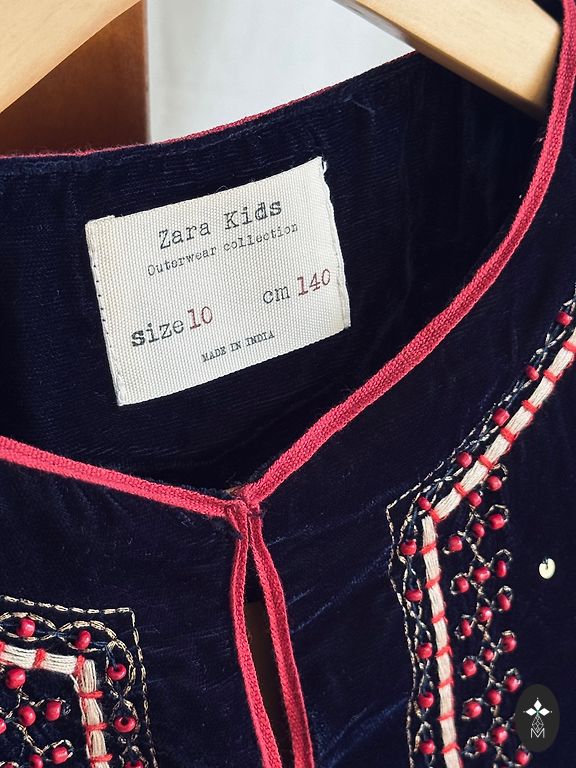 Zara Kids
Outerwear collection
size 10 cm 140
MADE IN INDIA
M